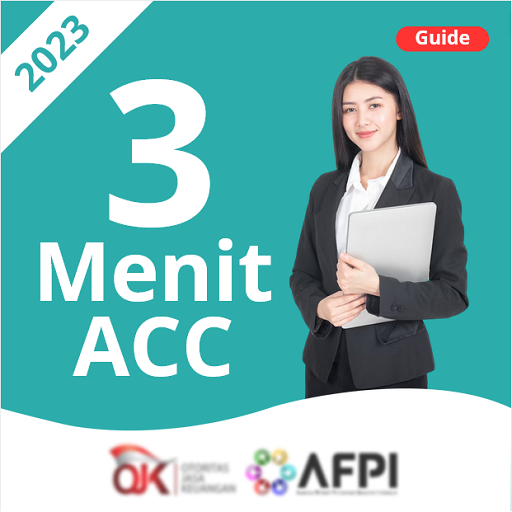 2023
Guide
3
Menit
ACC
OJK
OTORITAS
JASA
KEUANGAN
AFPI